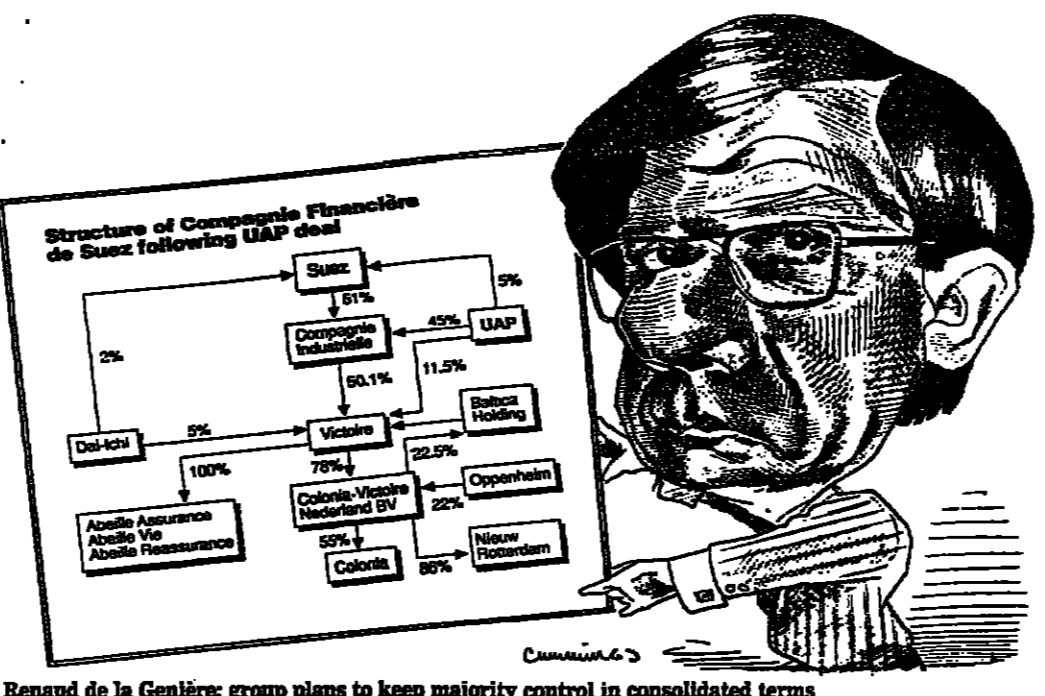 Structure of Compagnie Financière
de Suez following UAP deal
Suez
5%
51%
Compagnie
Industrielle
45%
UAP
2%
50.1%
11.5%
Baltica
Holding
Dai-Ichi
5%
Victoire
100%
78%
22.5%
Abeille Assurance
Abeille Vie
Abeille Reassurance
Colonia-Victoire
Nederland BV
Oppenheim
22%
55%
Colonia
86%
Nieuw
Rotterdam
Cummings
Renaud de la Genière: group plans to keep majority control in consolidated terms